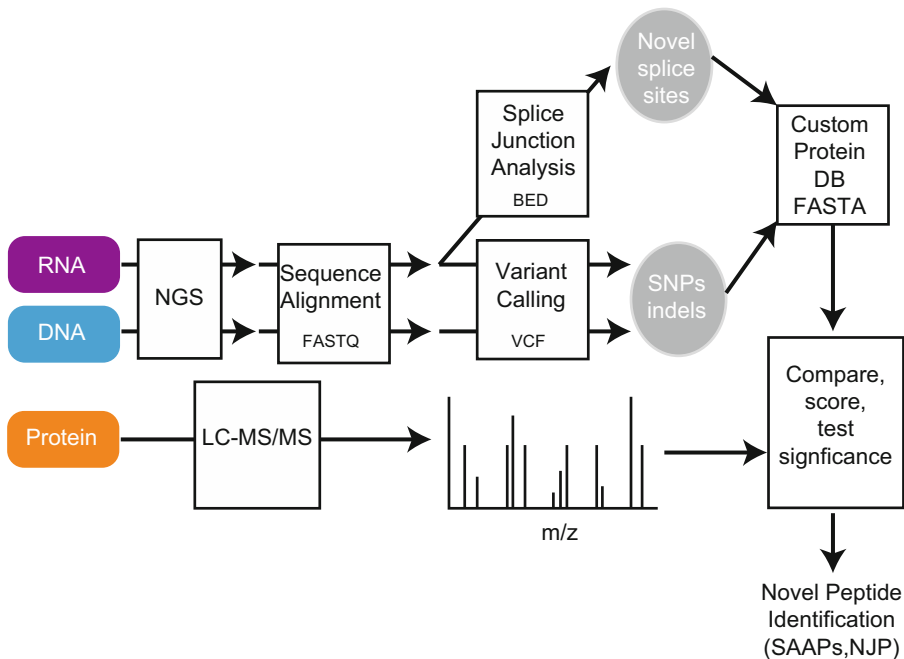 Novel
splice
sites
Splice
Junction
Analysis
BED
Custom
Protein
DB
FASTA
RNA
DNA
NGS
Sequence
Alignment
FASTQ
Variant
Calling
VCF
SNPs
indels
Protein
LC-MS/MS
m/z
Compare,
score,
test
signficance
Novel Peptide
Identification
(SAAPs,NJP)